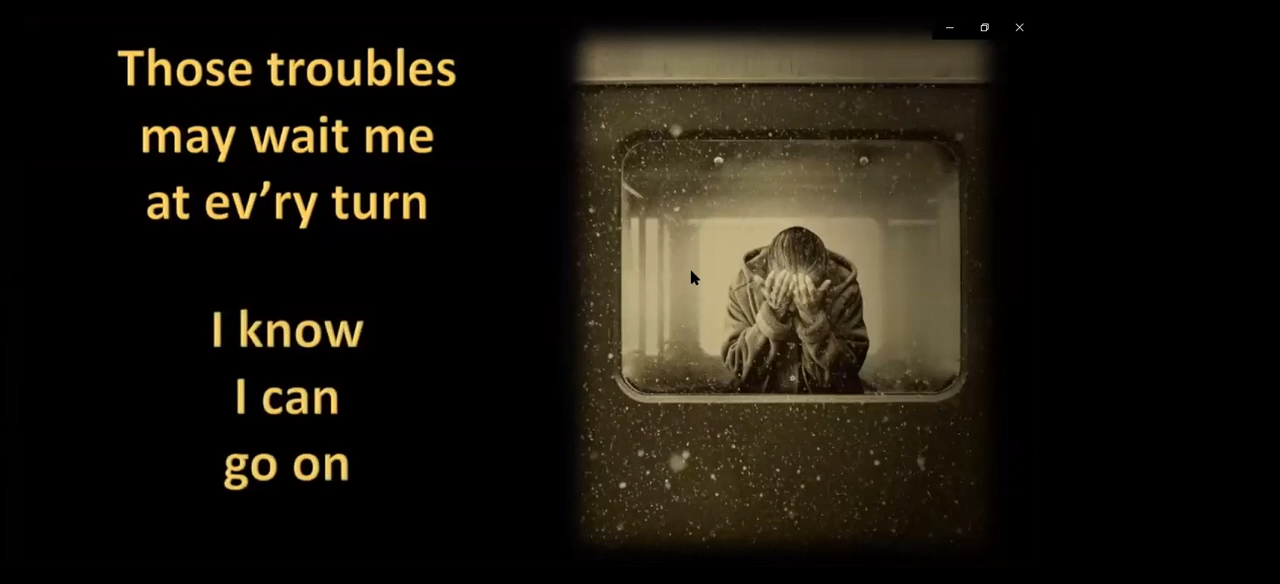 Those troubles
may wait me
at ev’ry turn
I know
I can
go on